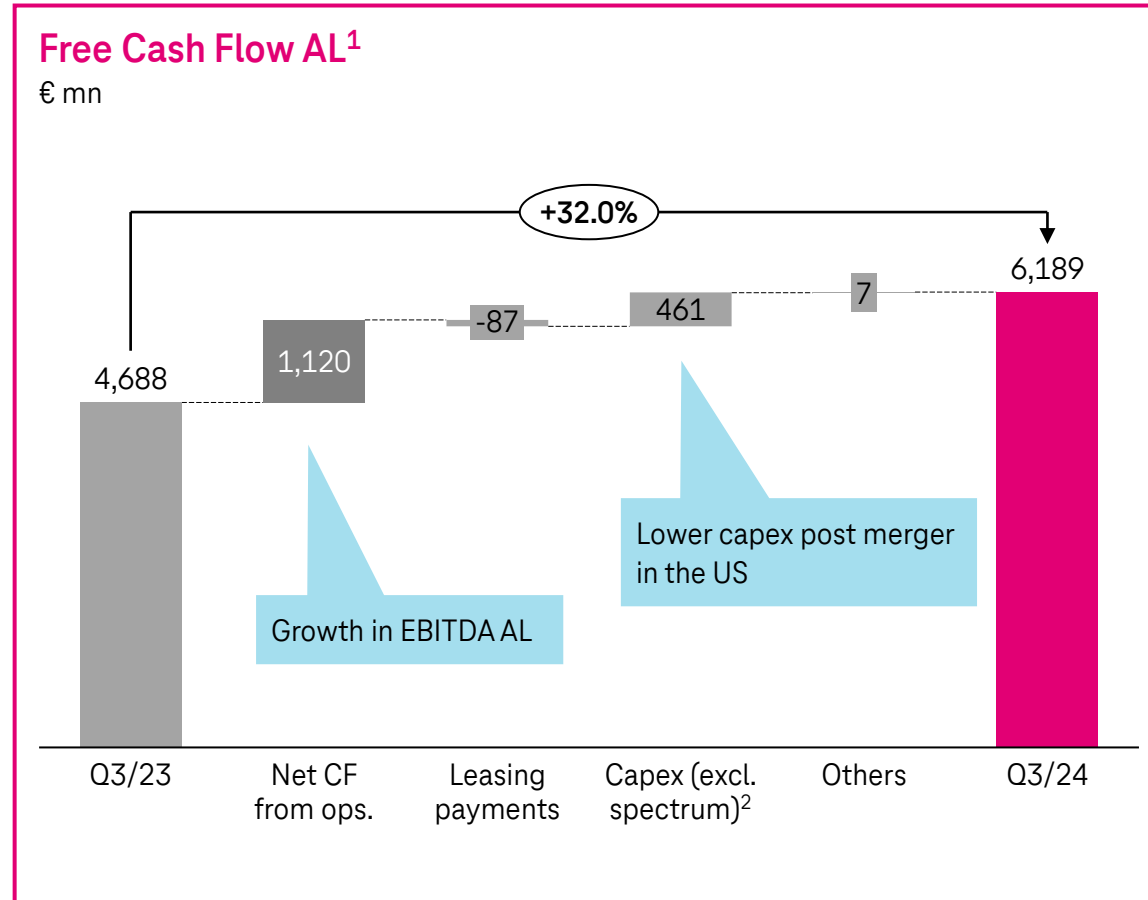 Free Cash Flow AL¹
€ mn
+32.0%
4,688
1,120
-87
461
7
6,189
Growth in EBITDA AL
Lower capex post merger
in the US
Q3/23
Net CF
from ops.
Leasing
payments
Capex (excl.
spectrum)²
Others
Q3/24